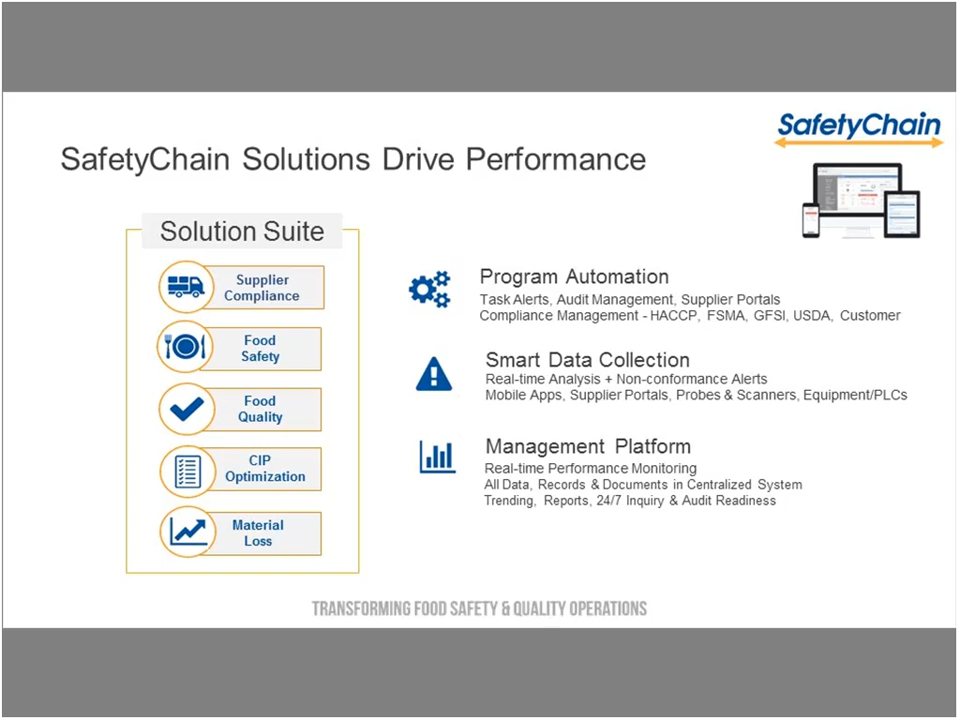 SafetyChain
SafetyChain Solutions Drive Performance
Solution Suite
Supplier
Compliance
Food
Safety
Food
Quality
CIP
Optimization
Material
Loss
Program Automation
Task Alerts, Audit Management, Supplier Portals
Compliance Management - HACCP, FSMA, GFSI, USDA, Customer
Smart Data Collection
Real-time Analysis + Non-conformance Alerts
Mobile Apps, Supplier Portals, Probes & Scanners, Equipment/PLCs
Management Platform
Real-time Performance Monitoring
All Data, Records & Documents in Centralized System
Trending, Reports, 24/7 Inquiry & Audit Readiness
TRANSFORMING FOOD SAFETY & QUALITY OPERATIONS